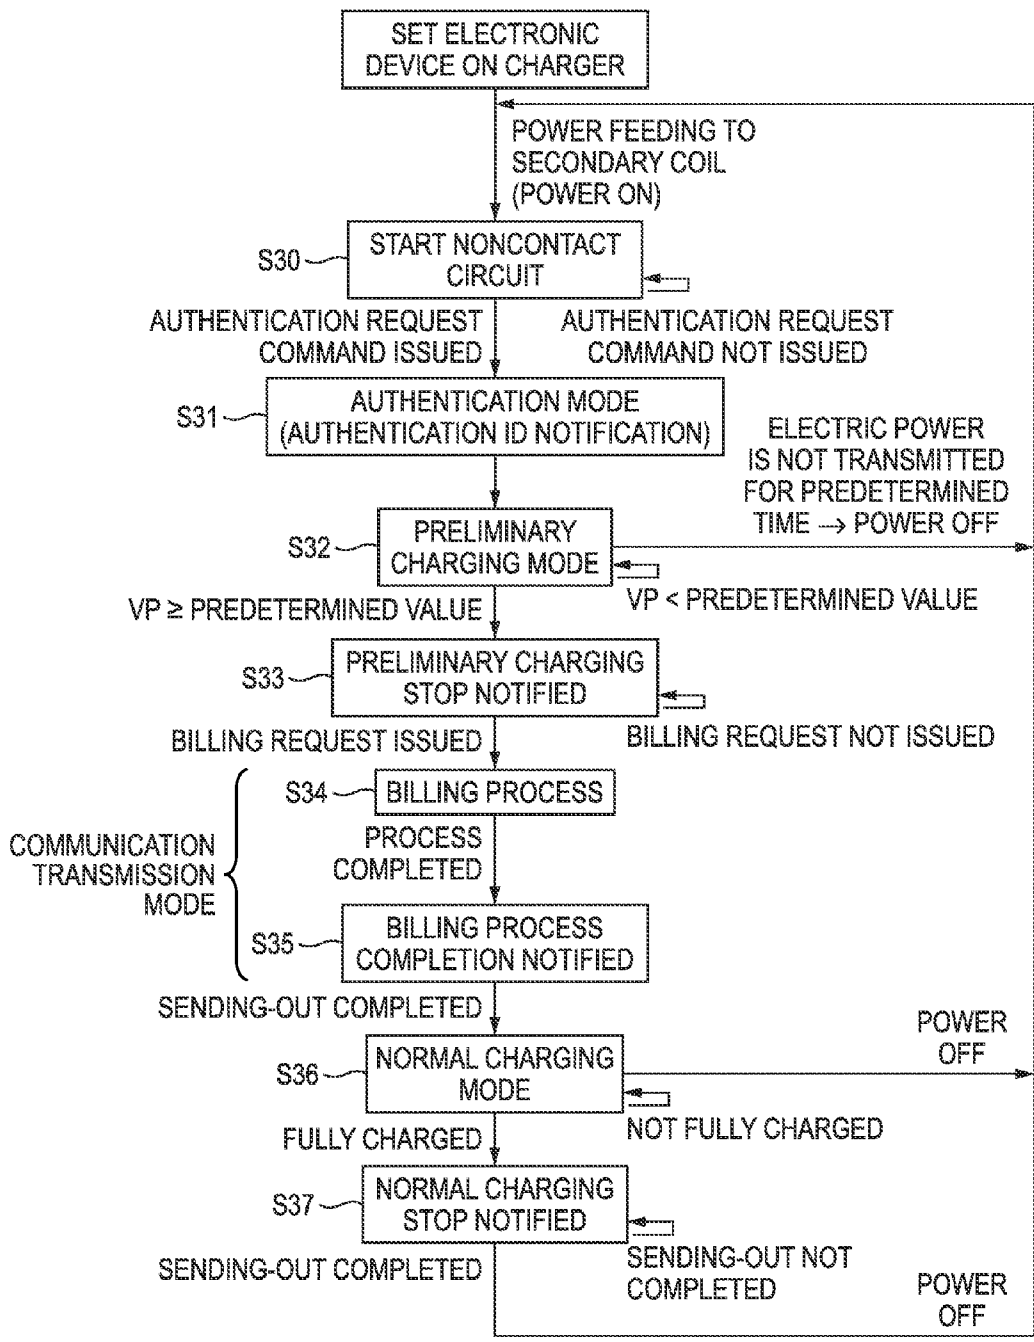 SET ELECTRONIC
DEVICE ON CHARGER
POWER FEEDING TO
SECONDARY COIL
(POWER ON)
S30
START NONCONTACT
CIRCUIT
AUTHENTICATION REQUEST
COMMAND ISSUED
AUTHENTICATION REQUEST
COMMAND NOT ISSUED
S31
AUTHENTICATION MODE
(AUTHENTICATION ID NOTIFICATION)
ELECTRIC POWER
IS NOT TRANSMITTED
FOR PREDETERMINED
TIME → POWER OFF
S32
PRELIMINARY
CHARGING MODE
VP ≥ PREDETERMINED VALUE
VP < PREDETERMINED VALUE
S33
PRELIMINARY CHARGING
STOP NOTIFIED
BILLING REQUEST ISSUED
BILLING REQUEST NOT ISSUED
S34
BILLING PROCESS
COMMUNICATION
TRANSMISSION
MODE
PROCESS
COMPLETED
S35
BILLING PROCESS
COMPLETION NOTIFIED
SENDING-OUT COMPLETED
POWER
OFF
S36
NORMAL CHARGING
MODE
FULLY CHARGED
NOT FULLY CHARGED
S37
NORMAL CHARGING
STOP NOTIFIED
SENDING-OUT COMPLETED
SENDING-OUT NOT
COMPLETED
POWER
OFF